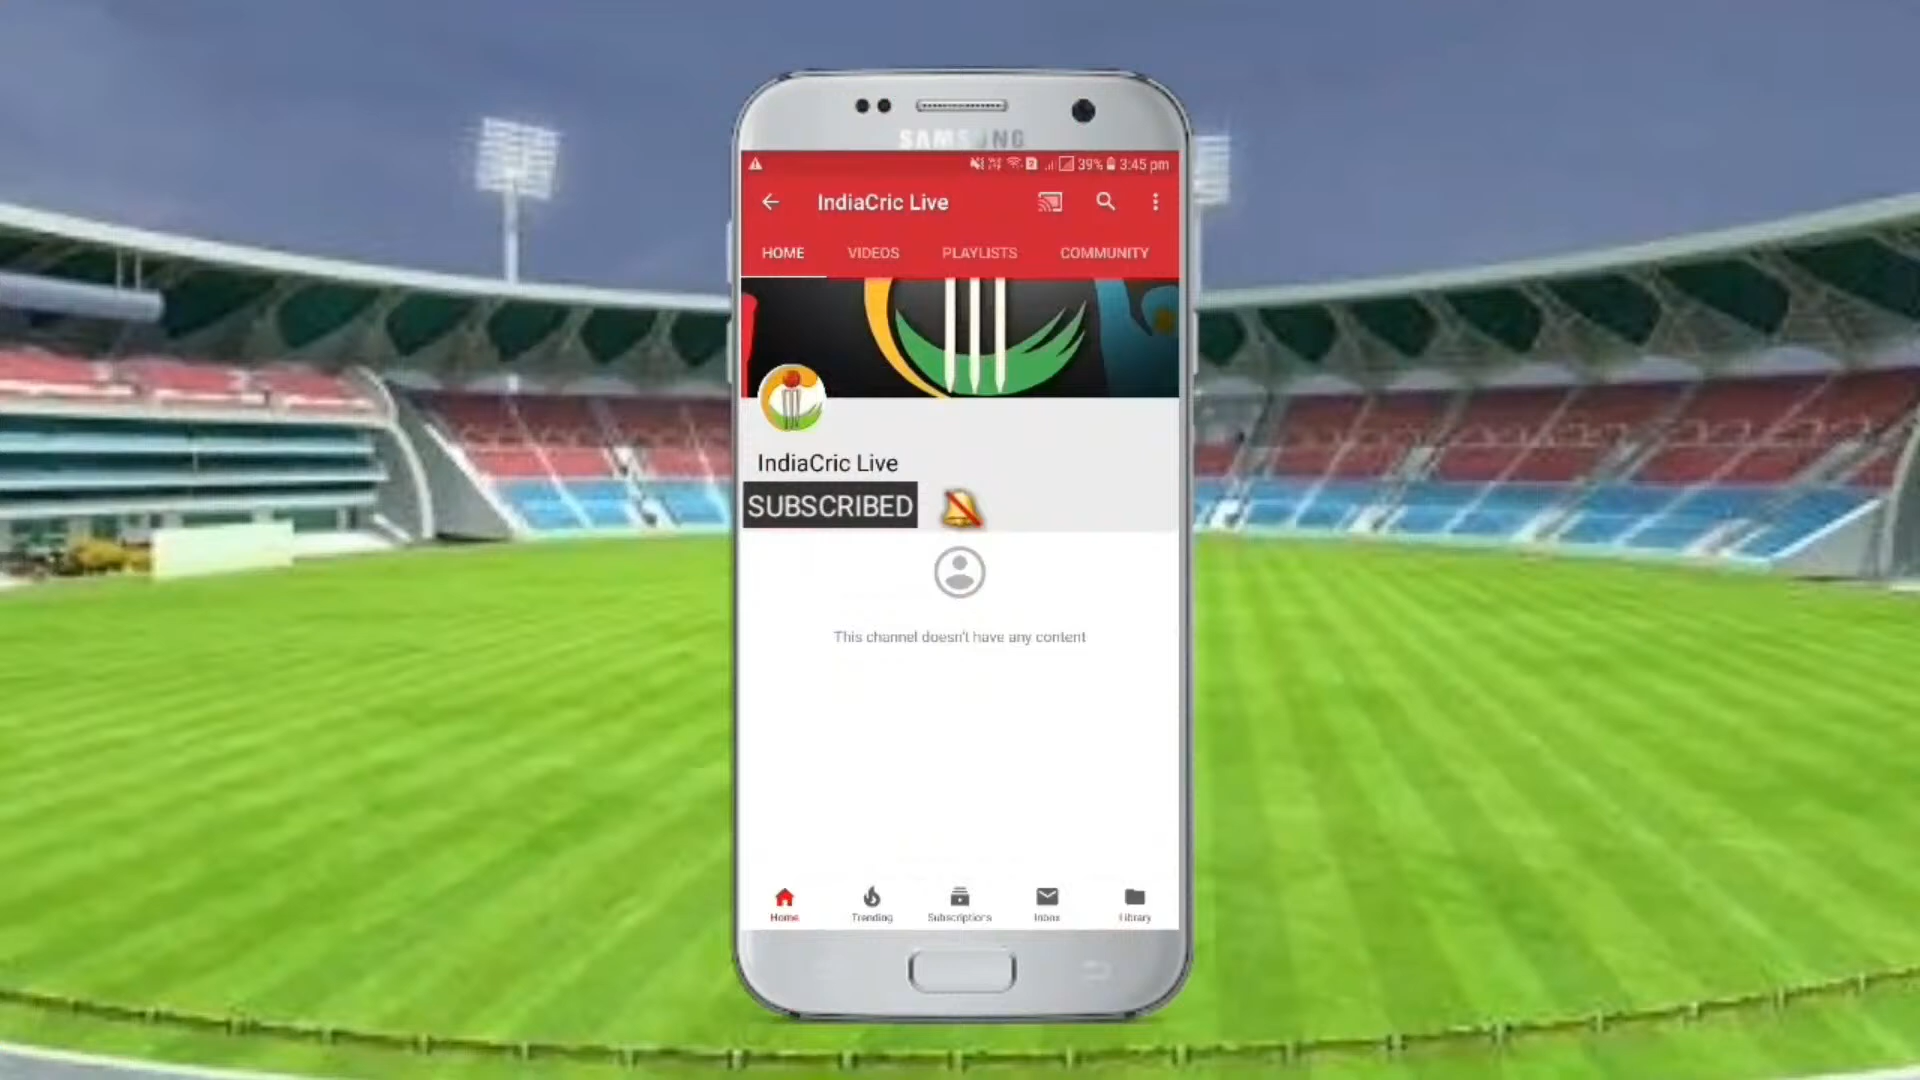 SAMSUNG
39% 3:45 pm
IndiaCric Live
HOME VIDEOS PLAYLISTS COMMUNITY
IndiaCric Live
SUBSCRIBED
This channel doesn't have any content
Home Trending Subscriptions Inbox Library